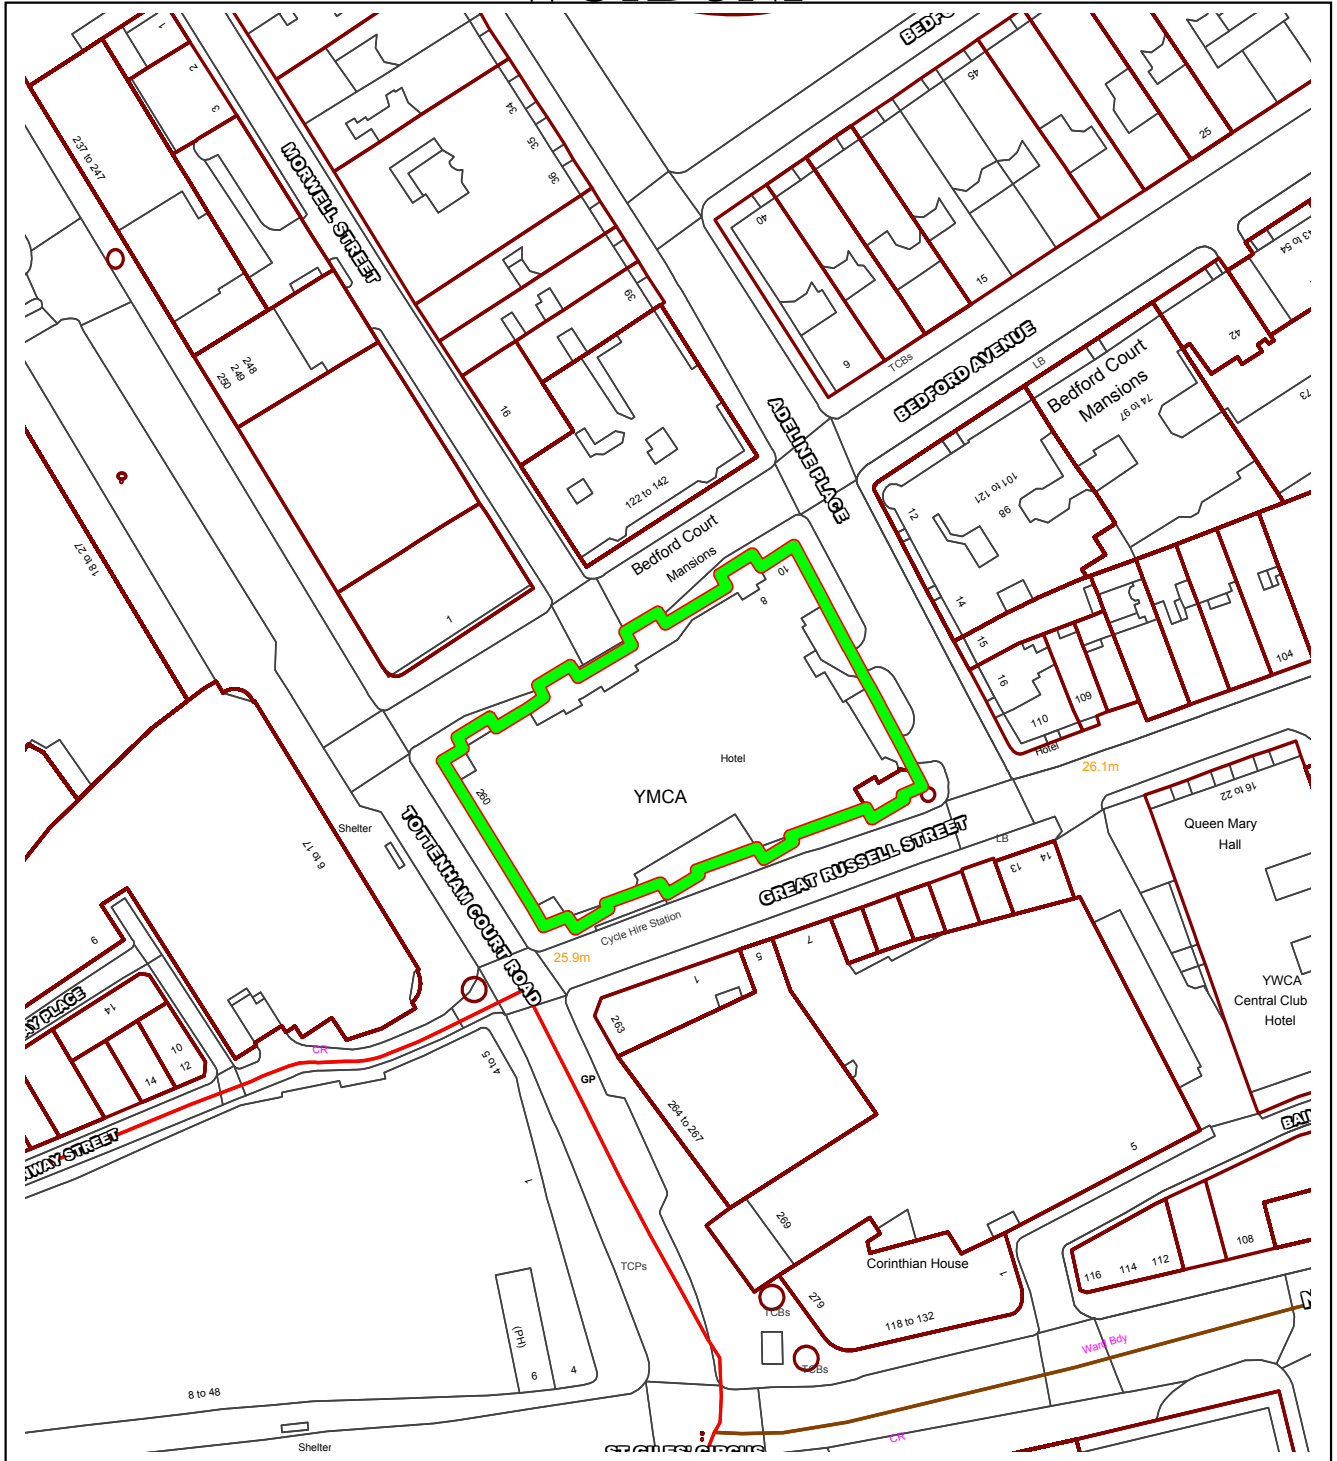 1
2
3
237 to 247
MORWELL STREET
34
35
36
39
45
25
40
15
9
TCBs
43 to 54
42
BEDFORD AVENUE
LB
Bedford Court
Mansions
74 to 97
73
248
249
250
16
ADELINE PLACE
122 to 142
101 to 121
98
12
14
15
16
18 to 27
1
Bedford Court
Mansions
10
8
104
109
110
Hotel
26.1m
Hotel
YMCA
260
Shelter
6 to 17
TOTTENHAM COURT ROAD
16 to 22
Queen Mary
Hall
LB
GREAT RUSSELL STREET
14
13
Cycle Hire Station
25.9m
9
7
5
1
263
YWCA
Central Club
Hotel
14
10
12
14
CR
4 to 5
GP
264 to 267
5
1
269
TCPs
Corinthian House
1
116
114
112
108
279
TCBs
118 to 132
TCBs
Ward Bdy
(PH)
6
4
8 to 48
Shelter
CR
ST GILES' CIRCUS